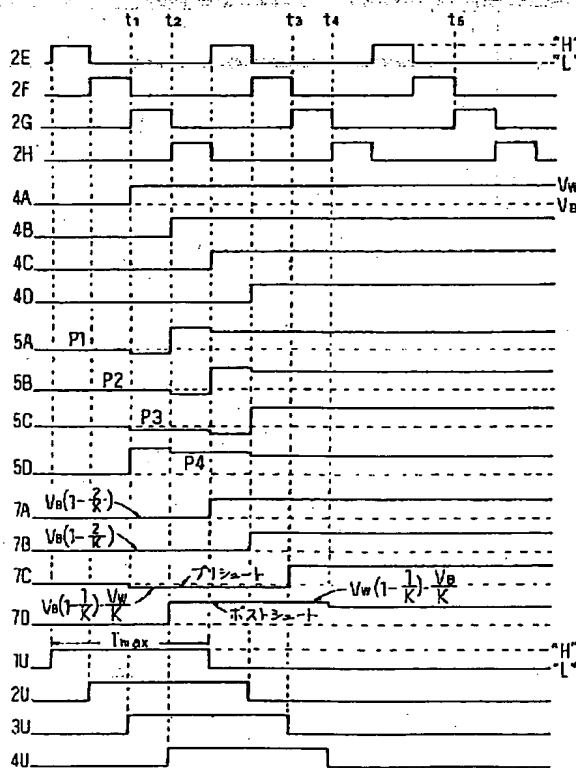 t1 t2 t3 t4 t5
2E "H"
"L"
2F
2G
2H
4A VW
VB
4B
4C
4D
5A P1
5B P2
5C P3
5D P4
7A VB(1-2/K)
7B VB(1-2/K)
7C プリシュート
VB(1-1/K)-VW/K VW(1-1/K)-VB/K
7D ポストシュート
Tmax
1U "H"
"L"
2U
3U
4U